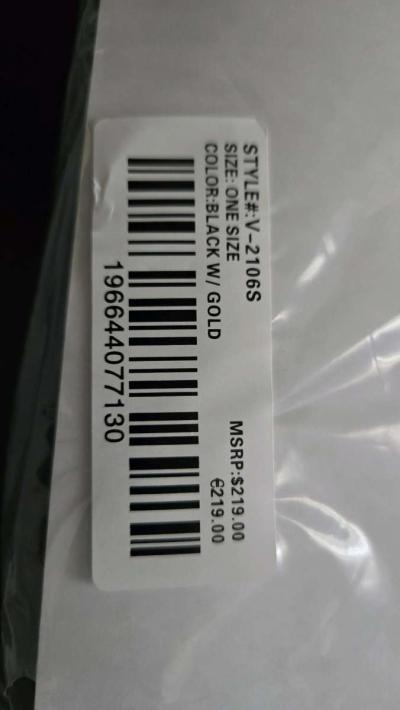 STYLE#:V-2106S
SIZE: ONE SIZE
COLOR:BLACK W/ GOLD
MSRP:$219.00
€219.00
196644077130